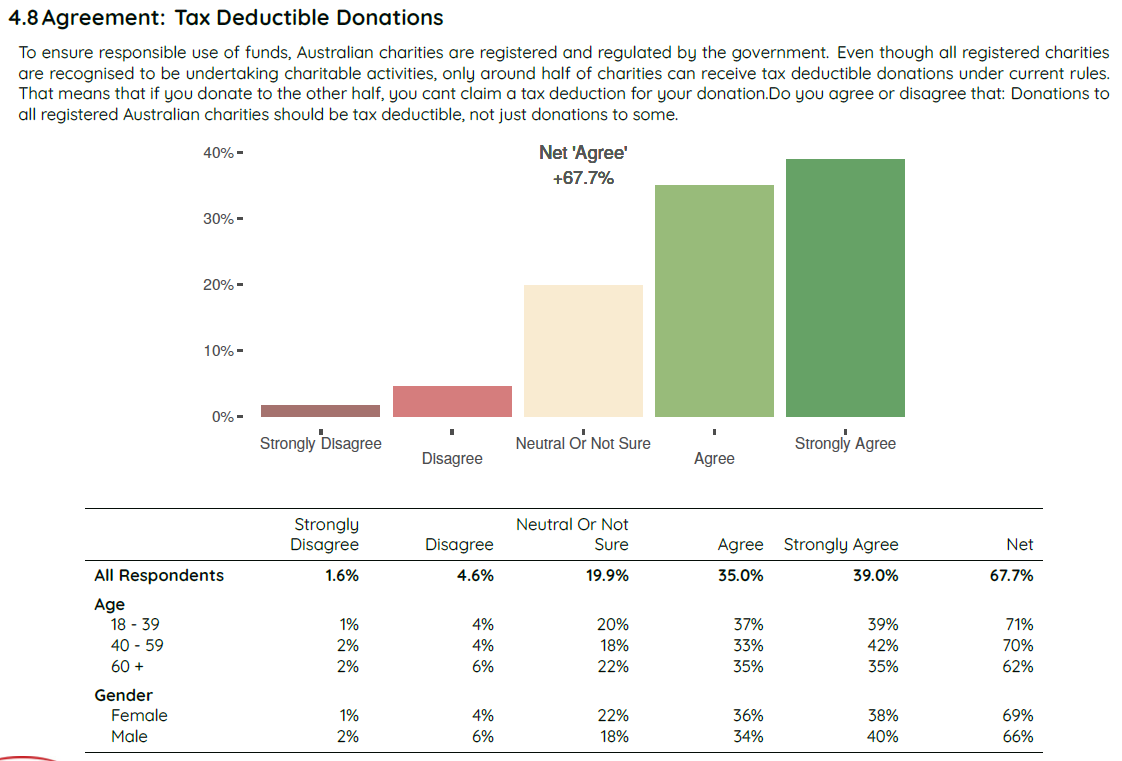 4.8 Agreement: Tax Deductible Donations
To ensure responsible use of funds, Australian charities are registered and regulated by the government. Even though all registered charities
are recognised to be undertaking charitable activities, only around half of charities can receive tax deductible donations under current rules.
That means that if you donate to the other half, you cant claim a tax deduction for your donation.Do you agree or disagree that: Donations to
all registered Australian charities should be tax deductible, not just donations to some.
Net 'Agree'
+67.7%
40%
30%
20%
10%
0%
Strongly Disagree
Disagree
Neutral Or Not Sure
Agree
Strongly Agree
Strongly Disagree Disagree Neutral Or Not Sure Agree Strongly Agree Net
All Respondents 1.6% 4.6% 19.9% 35.0% 39.0% 67.7%
Age
18 - 39 1% 4% 20% 37% 39% 71%
40 - 59 2% 4% 18% 33% 42% 70%
60 + 2% 6% 22% 35% 35% 62%
Gender
Female 1% 4% 22% 36% 38% 69%
Male 2% 6% 18% 34% 40% 66%